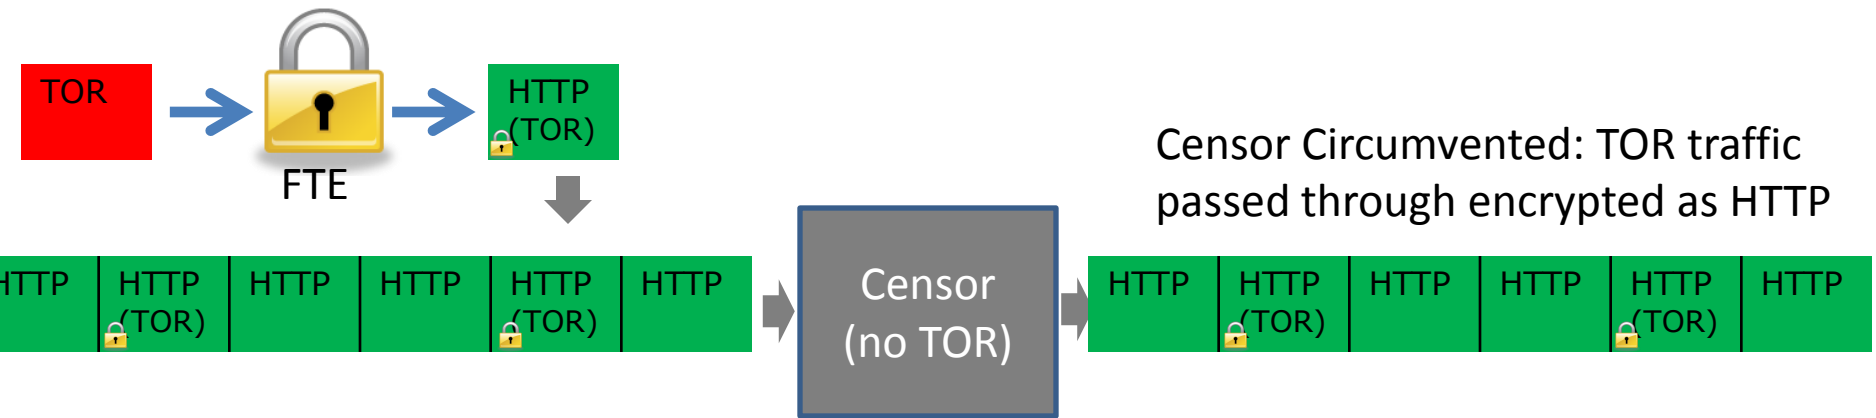 TOR
FTE
HTTP
(TOR)
Censor Circumvented: TOR traffic
passed through encrypted as HTTP
HTTP
HTTP
(TOR)
HTTP
HTTP
HTTP
(TOR)
HTTP
Censor
(no TOR)
HTTP
HTTP
(TOR)
HTTP
HTTP
HTTP
(TOR)
HTTP